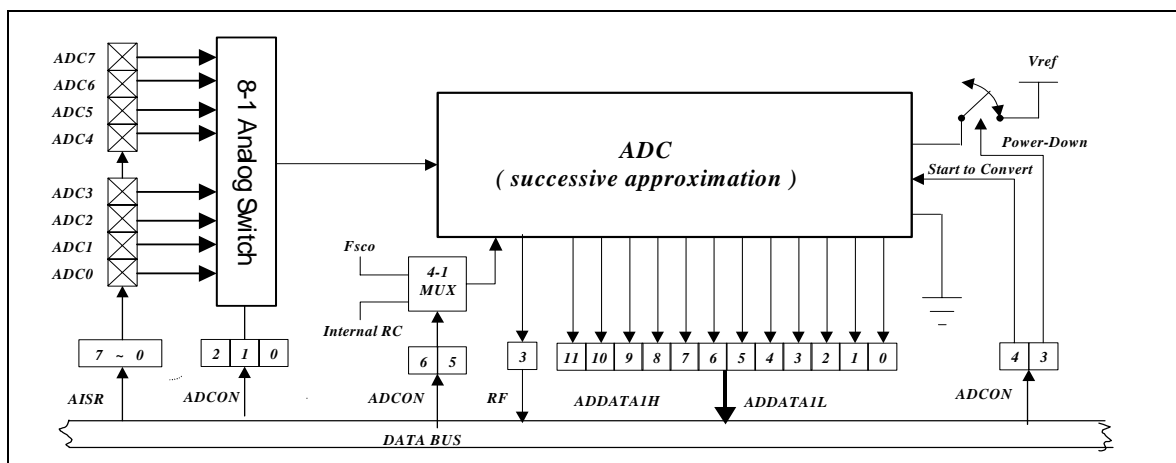 ADC7
ADC6
ADC5
ADC4
ADC3
ADC2
ADC1
ADC0
8-1 Analog Switch
ADC
( successive approximation )
Vref
Power-Down
Start to Convert
Fsco
4-1
MUX
Internal RC
7 ~ 0
2 1 0
6 5
3
11 10 9 8 7 6 5 4 3 2 1 0
4 3
AISR
ADCON
ADCON
RF
ADDATA1H
ADDATA1L
ADCON
DATA BUS